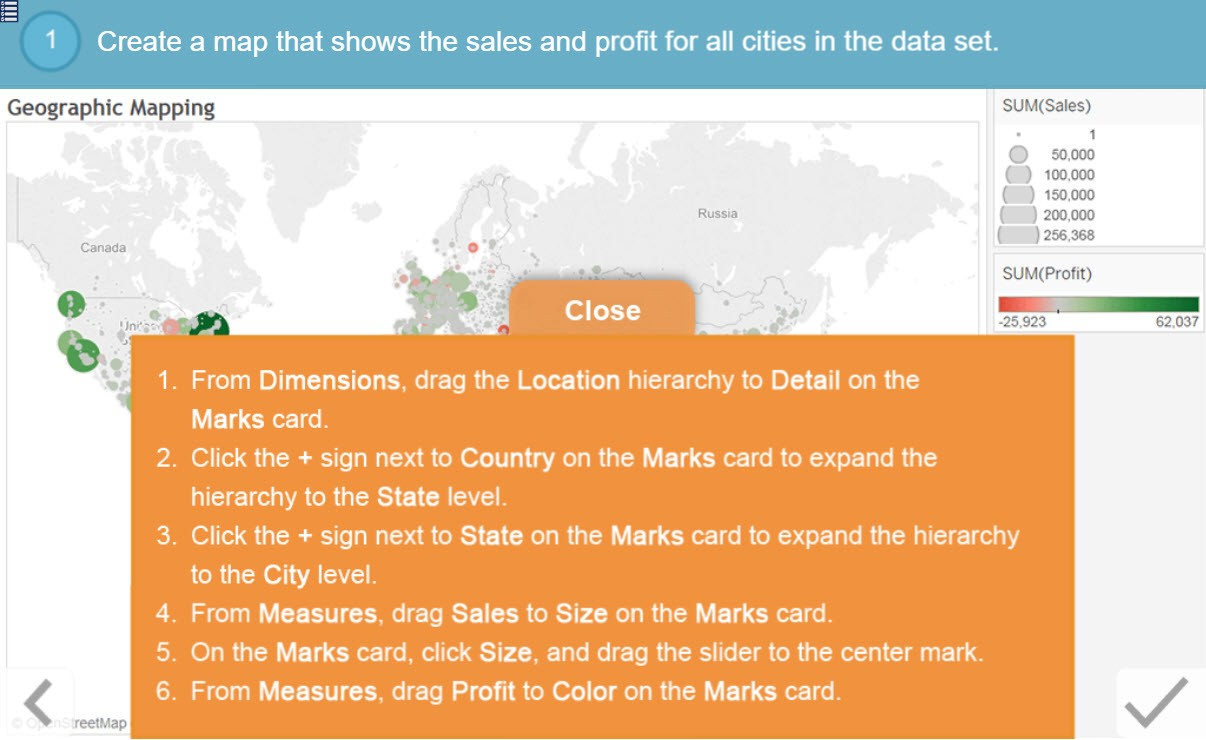 1
Create a map that shows the sales and profit for all cities in the data set.
Geographic Mapping
SUM(Sales)
1
50,000
100,000
150,000
200,000
256,368
SUM(Profit)
-25,923 62,037
Canada
Russia
Close
1. From Dimensions, drag the Location hierarchy to Detail on the
Marks card.
2. Click the + sign next to Country on the Marks card to expand the
hierarchy to the State level.
3. Click the + sign next to State on the Marks card to expand the hierarchy
to the City level.
4. From Measures, drag Sales to Size on the Marks card.
5. On the Marks card, click Size, and drag the slider to the center mark.
6. From Measures, drag Profit to Color on the Marks card.
© OpenStreetMap